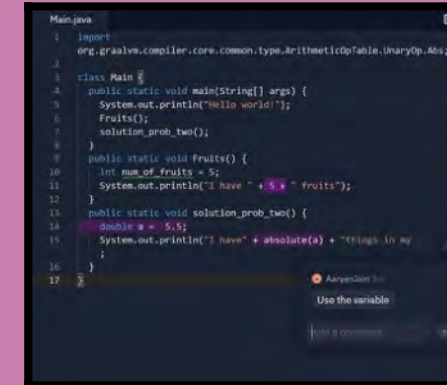 Main.java
1 import
org.graalvm.compiler.core.common.type.ArithmeticOpTable.UnaryOp.Abs;
2
3 class Main {
4 public static void main(String[] args) {
5 System.out.println("Hello world!");
6 Fruits();
7 solution_prob_two();
8 }
9 public static void Fruits() {
10 int num_of_fruits = 5;
11 System.out.println("I have " + 5 + " fruits");
12 }
13 public static void solution_prob_two() {
14 double a = 5.5;
15 System.out.println("I have" + absolute(a) + "things in my
;
16 }
17 }
AaryenJain
Use the variable
Add a comment